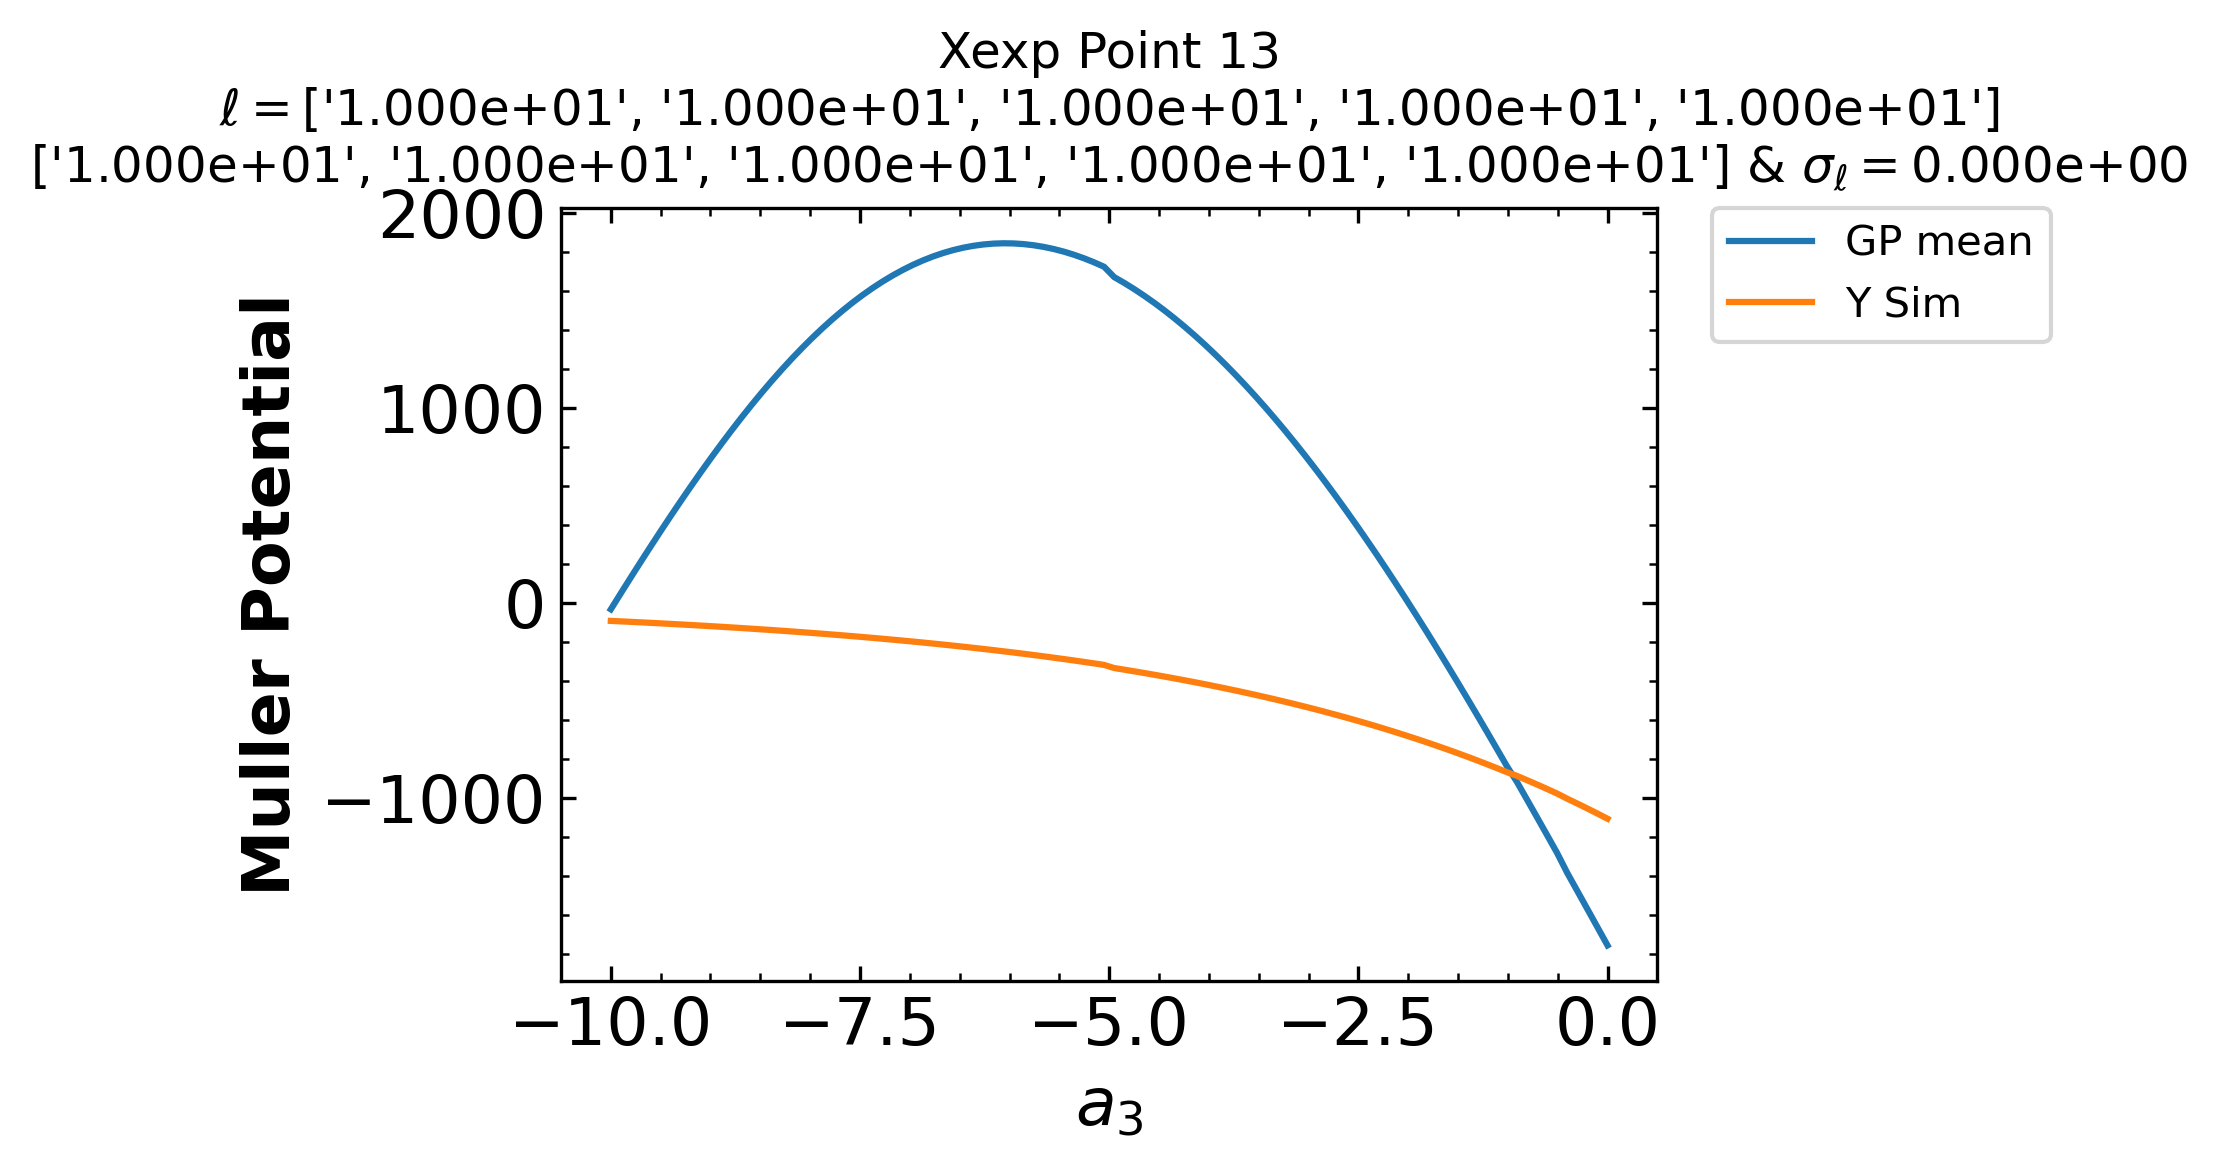 Xexp Point 13
ℓ = ['1.000e+01', '1.000e+01', '1.000e+01', '1.000e+01', '1.000e+01']
['1.000e+01', '1.000e+01', '1.000e+01', '1.000e+01', '1.000e+01'] & σℓ = 0.000e+00
2000
1000
0
−1000
Muller Potential
−10.0 −7.5 −5.0 −2.5 0.0
a3
GP mean
Y Sim